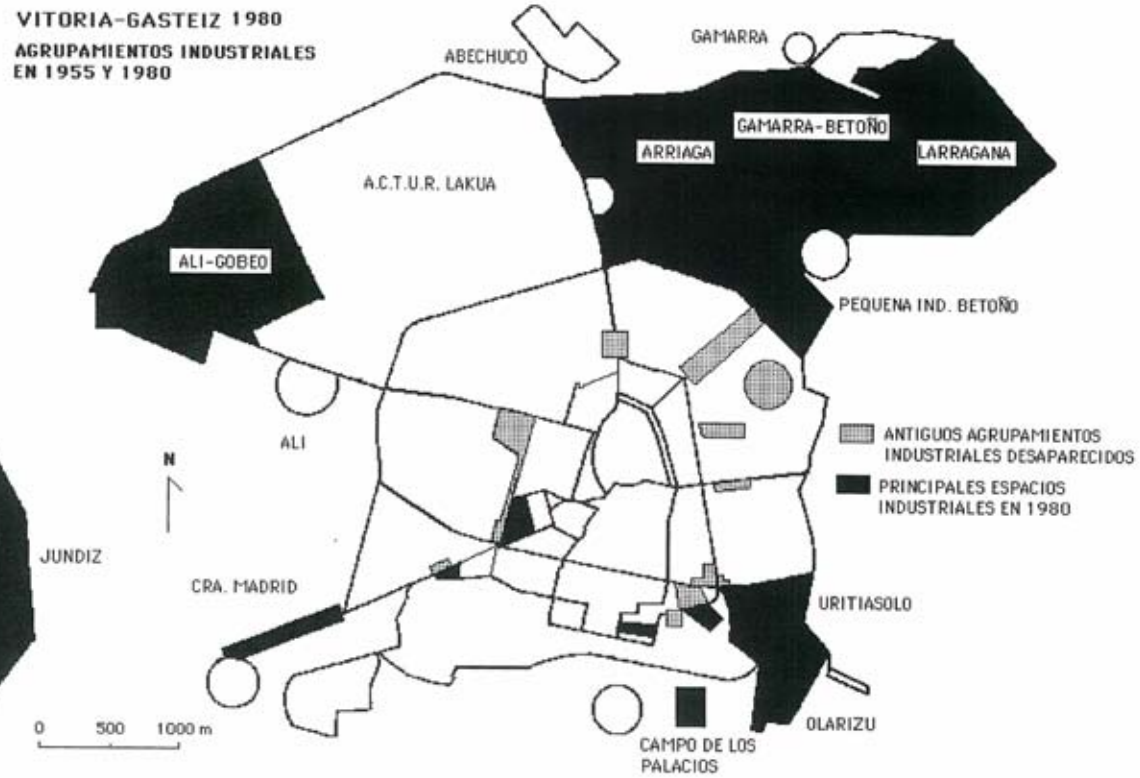 VITORIA-GASTEIZ 1980
AGRUPAMIENTOS INDUSTRIALES
EN 1955 Y 1980
ABECHUCO
GAMARRA
GAMARRA-BETOÑO
ARRIAGA
LARRAGANA
A.C.T.U.R. LAKUA
ALI-GOBEO
PEQUENA IND. BETOÑO
ALI
ANTIGUOS AGRUPAMIENTOS
INDUSTRIALES DESAPARECIDOS
N
PRINCIPALES ESPACIOS
INDUSTRIALES EN 1980
JUNDIZ
CRA. MADRID
URITIASOLO
OLARIZU
0 500 1000 m
CAMPO DE LOS
PALACIOS